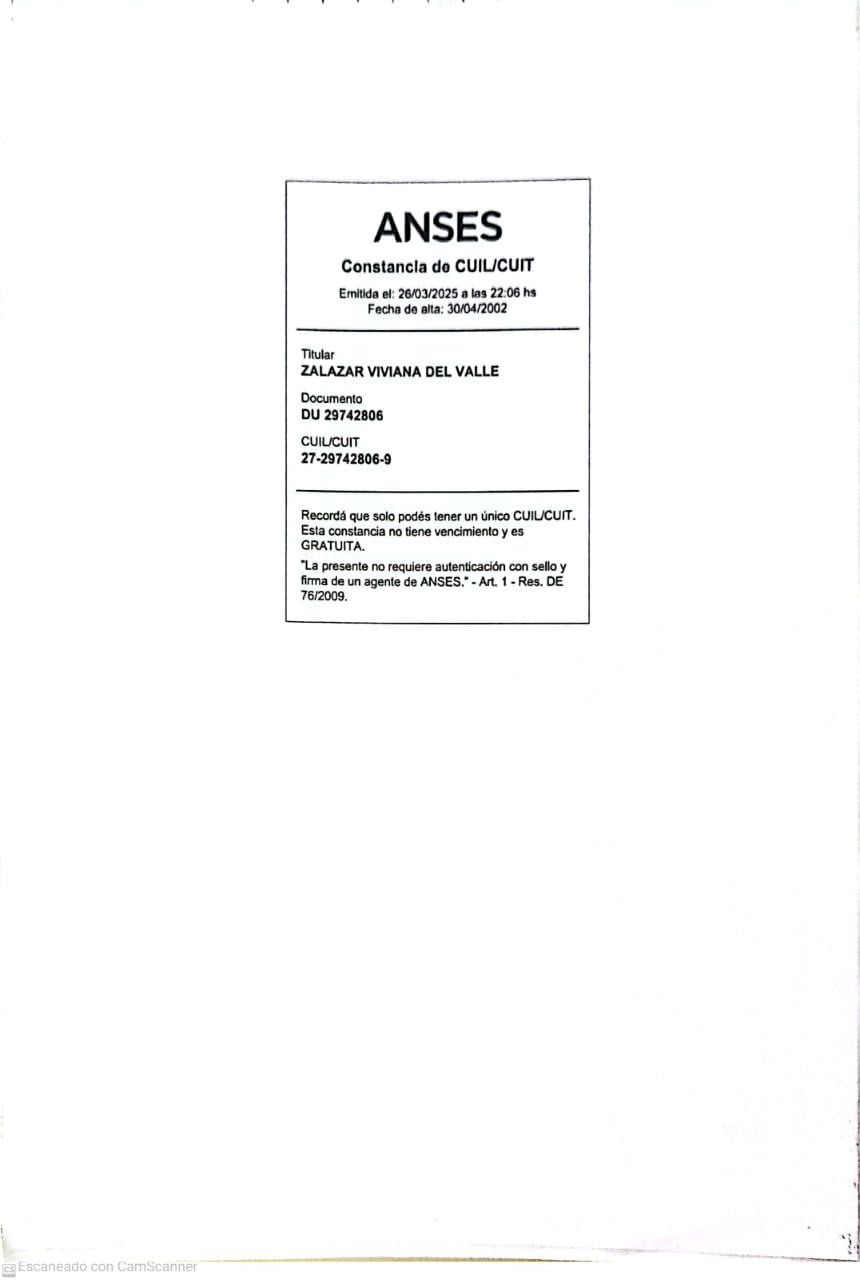 ANSES
Constancia de CUIL/CUIT
Emitida el: 26/03/2025 a las 22:06 hs
Fecha de alta: 30/04/2002
Titular
ZALAZAR VIVIANA DEL VALLE
Documento
DU 29742806
CUIL/CUIT
27-29742806-9
Recordá que solo podés tener un único CUIL/CUIT.
Esta constancia no tiene vencimiento y es
GRATUITA.
"La presente no requiere autenticación con sello y
firma de un agente de ANSES." - Art. 1 - Res. DE
76/2009.
CS Escaneado con CamScanner